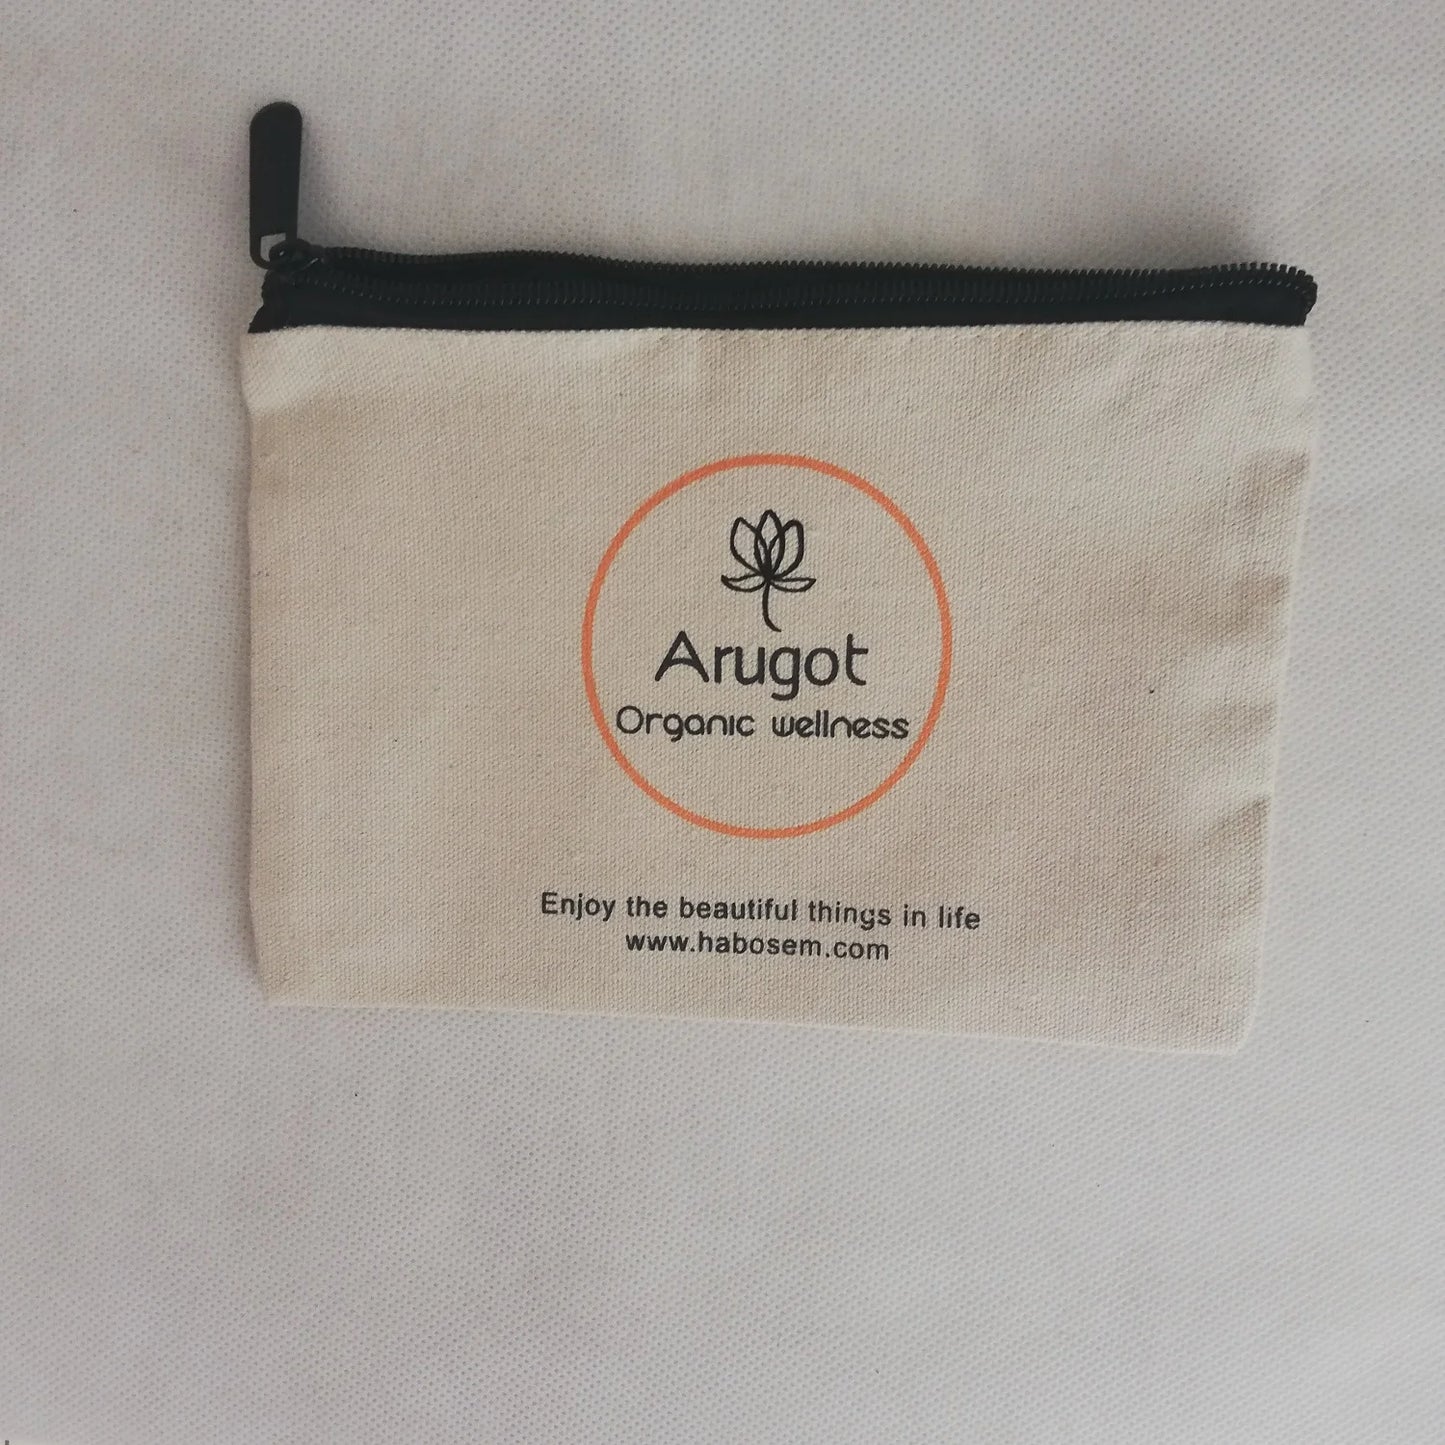 Arugot
Organic wellness
Enjoy the beautiful things in life
www.habosem.com